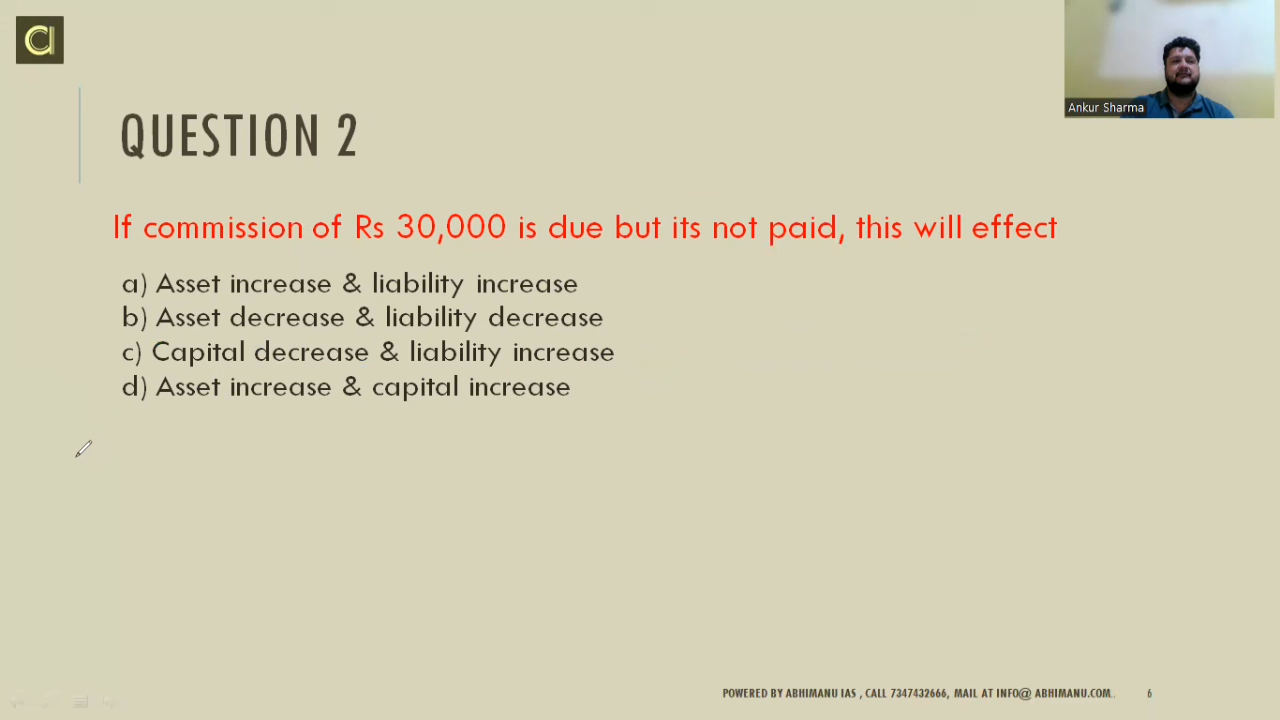 a
Ankur Sharma
QUESTION 2
If commission of Rs 30,000 is due but its not paid, this will effect
a) Asset increase & liability increase
b) Asset decrease & liability decrease
c) Capital decrease & liability increase
d) Asset increase & capital increase
POWERED BY ABHIMANU IAS , CALL 7347432666, MAIL AT INFO@ ABHIMANU.COM. 6